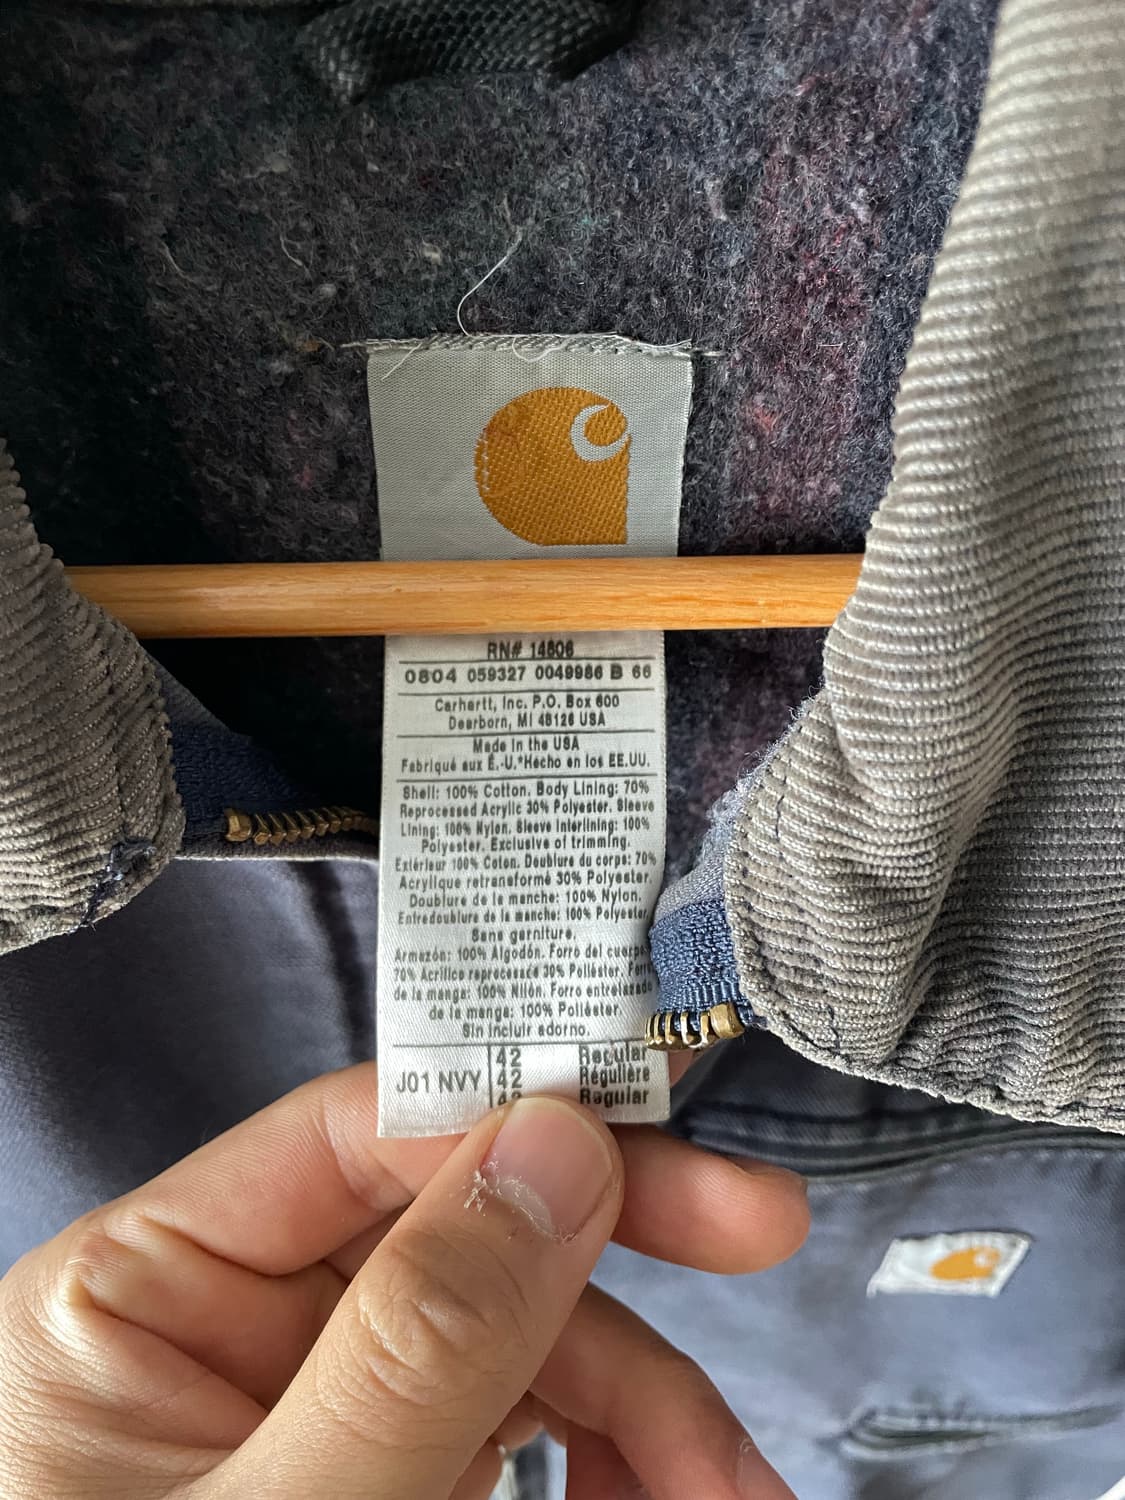 RN# 14806
0804 059327 0049986 B 66
Carhartt, Inc. P.O. Box 600
Dearborn, MI 48126 USA
Made in the USA
Fabriqué aux É.-U.*Hecho en los EE.UU.
Shell: 100% Cotton. Body Lining: 70%
Reprocessed Acrylic 30% Polyester. Sleeve
Lining: 100% Nylon. Sleeve Interlining: 100%
Polyester. Exclusive of trimming.
Extérieur 100% Coton. Doublure du corps: 70%
Acrylique retransformé 30% Polyester.
Doublure de la manche: 100% Nylon.
Entredoublure de la manche: 100% Polyester.
Sans garniture.
Armazón: 100% Algodón. Forro del cuerpo
70% Acrílico reprocesace 30% Poliéster. Forro
de la manga: 100% Nilón. Forro entrelazado
de la manga: 100% Poliéster.
Sin incluir adorno.
42 Regular
J01 NVY 42 Régulière
42 Regular